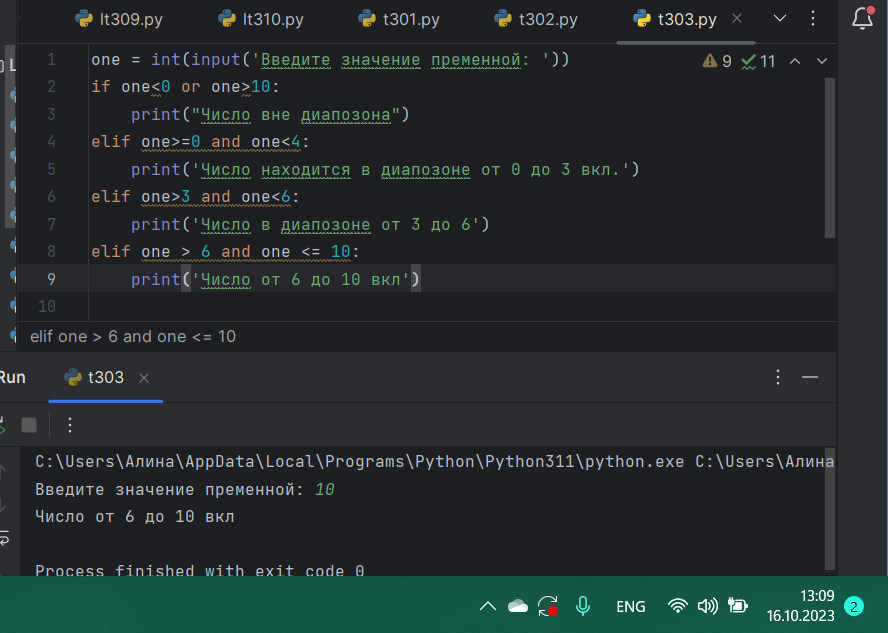 lt309.py lt310.py t301.py t302.py t303.py
1 one = int(input('Введите значение пременной: ')) 9 11
2 if one<0 or one>10:
3 print("Число вне диапозона")
4 elif one>=0 and one<4:
5 print('Число находится в диапозоне от 0 до 3 вкл.')
6 elif one>3 and one<6:
7 print('Число в диапозоне от 3 до 6')
8 elif one > 6 and one <= 10:
9 print('Число от 6 до 10 вкл')
10
elif one > 6 and one <= 10
Run t303
C:\Users\Алина\AppData\Local\Programs\Python\Python311\python.exe C:\Users\Алина
Введите значение пременной: 10
Число от 6 до 10 вкл
Process finished with exit code 0
ENG 13:09 2
16.10.2023